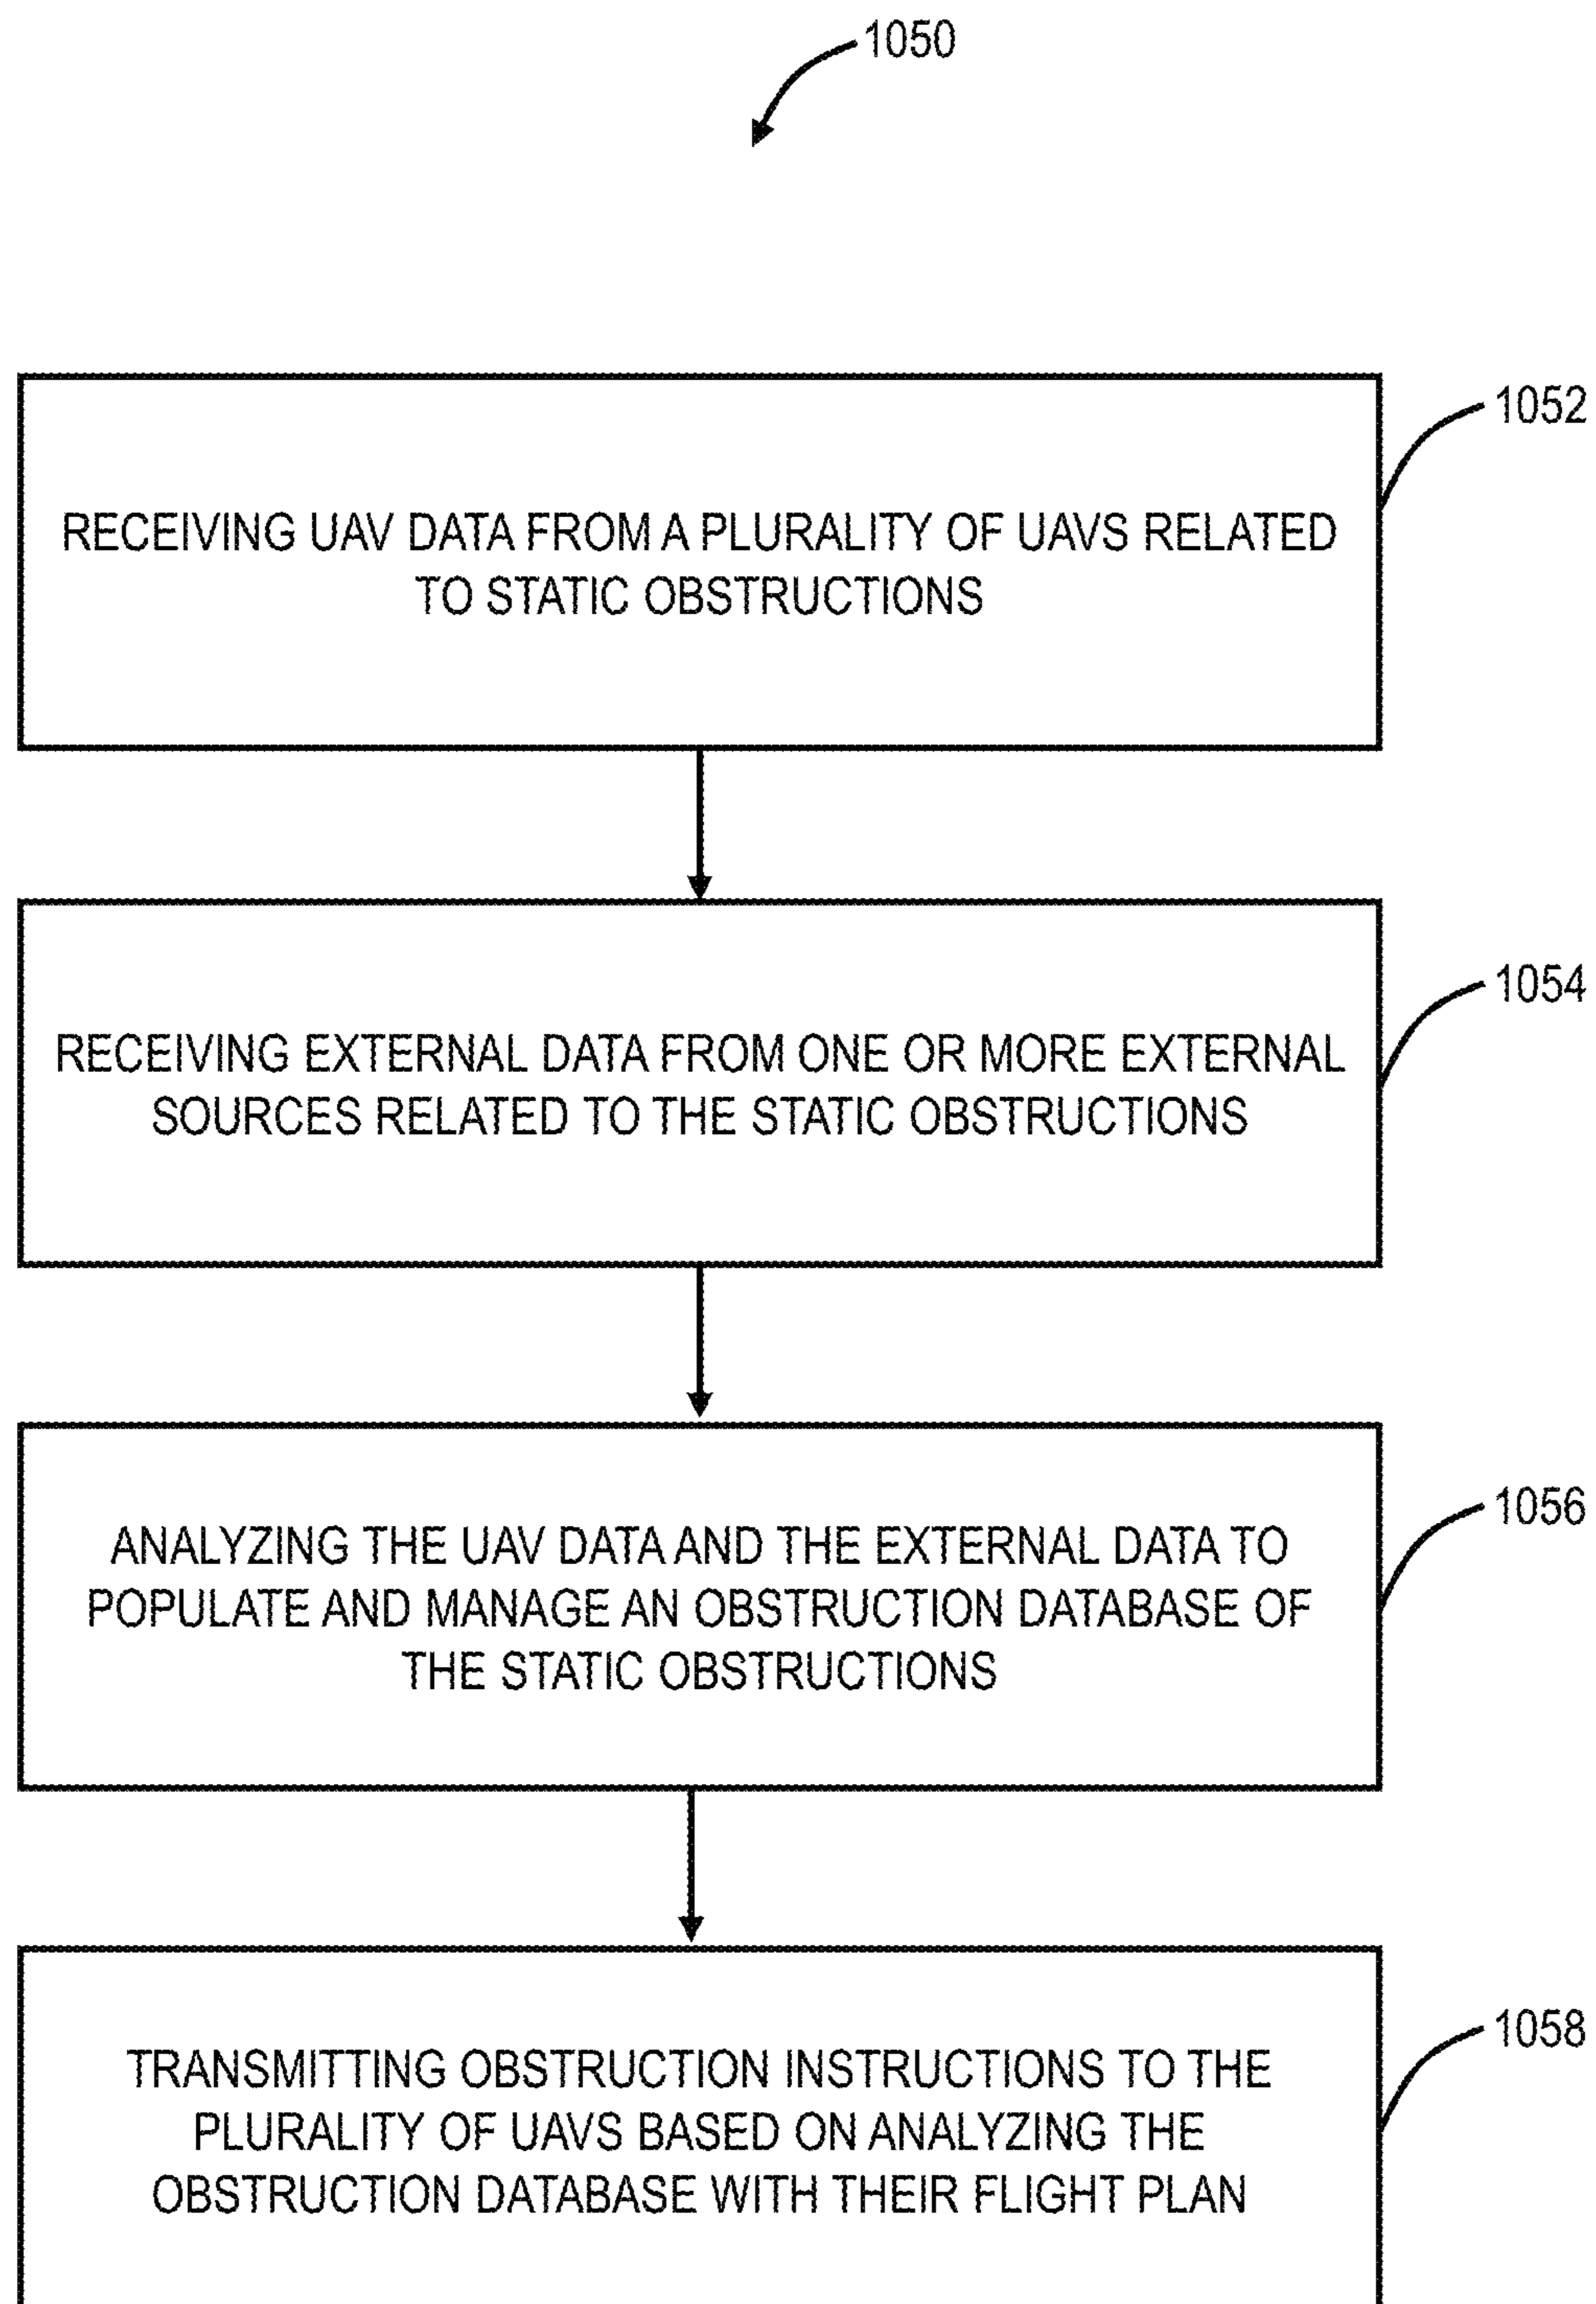 1050
1052
RECEIVING UAV DATA FROM A PLURALITY OF UAVS RELATED
TO STATIC OBSTRUCTIONS
1054
RECEIVING EXTERNAL DATA FROM ONE OR MORE EXTERNAL
SOURCES RELATED TO THE STATIC OBSTRUCTIONS
1056
ANALYZING THE UAV DATA AND THE EXTERNAL DATA TO
POPULATE AND MANAGE AN OBSTRUCTION DATABASE OF
THE STATIC OBSTRUCTIONS
1058
TRANSMITTING OBSTRUCTION INSTRUCTIONS TO THE
PLURALITY OF UAVS BASED ON ANALYZING THE
OBSTRUCTION DATABASE WITH THEIR FLIGHT PLAN